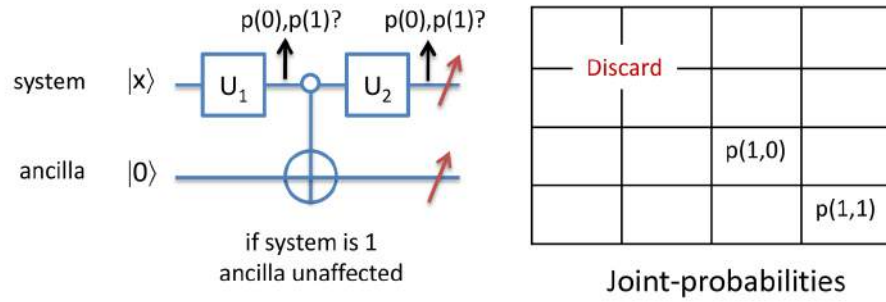 p(0),p(1)? p(0),p(1)?
system |x⟩ U₁ U₂
ancilla |0⟩
if system is 1
ancilla unaffected
Discard
p(1,0)
p(1,1)
Joint-probabilities